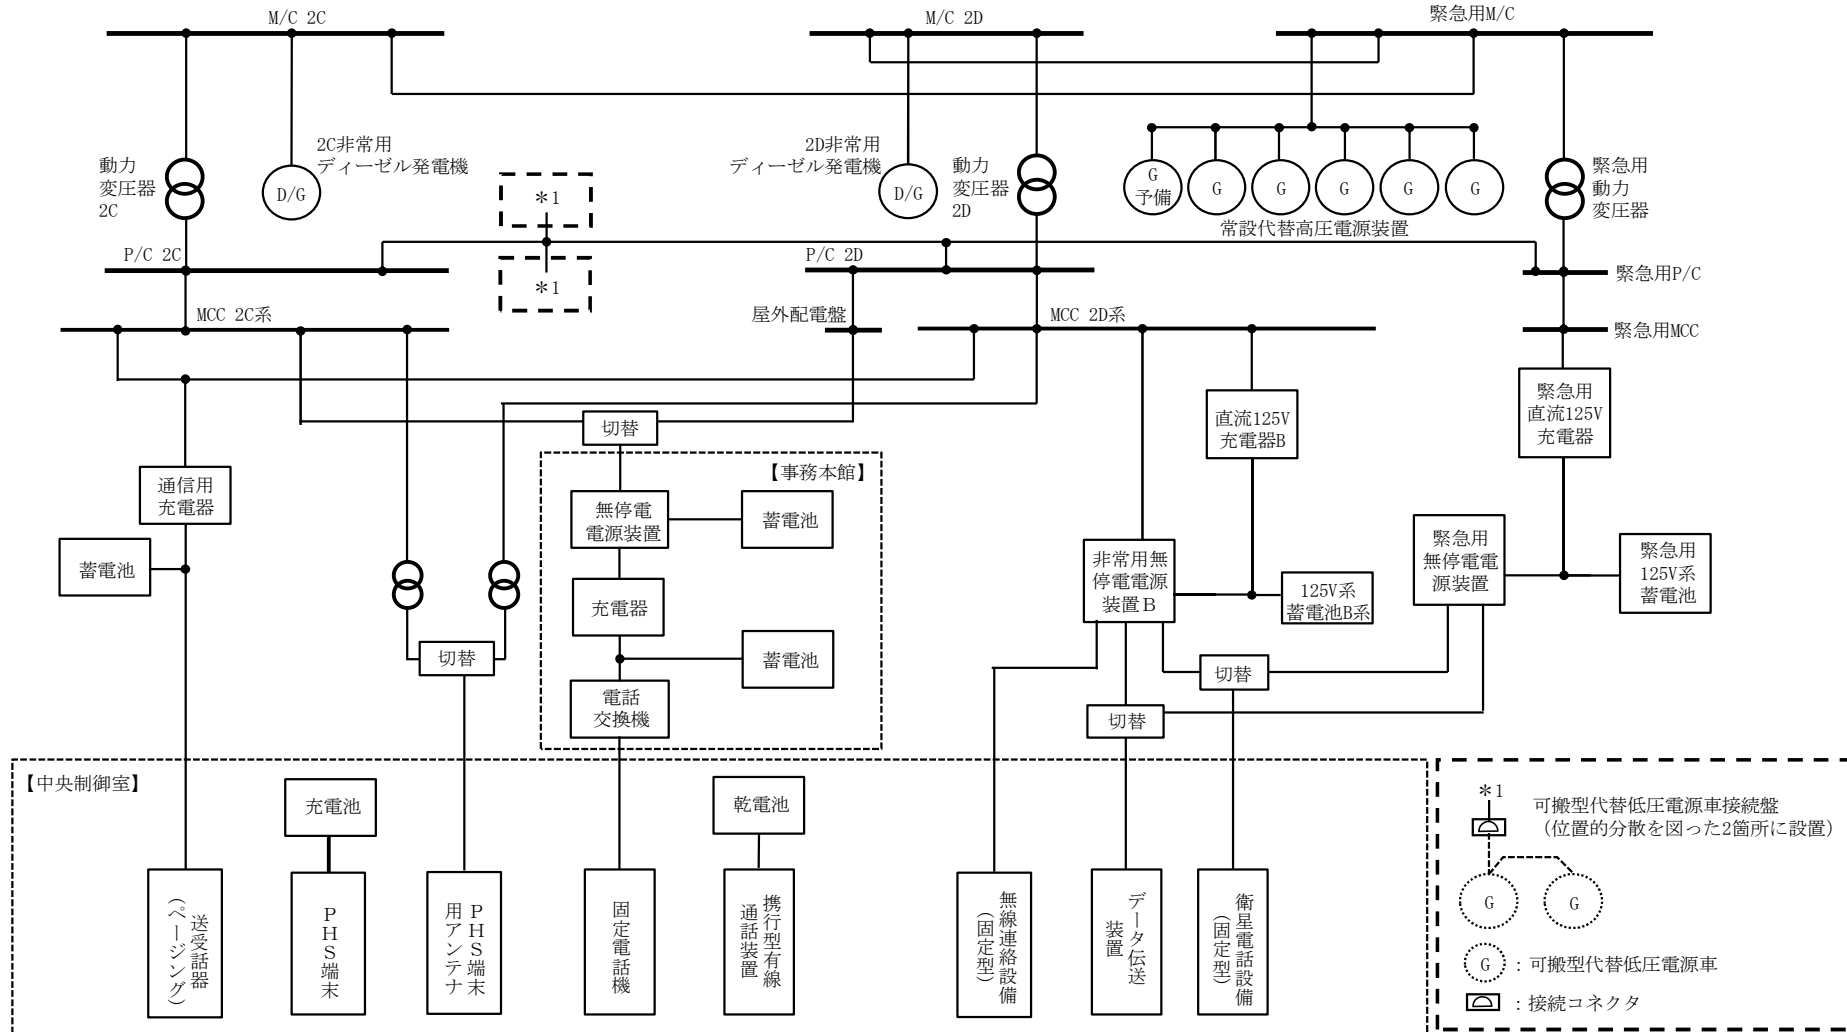 M/C 2C
M/C 2D
緊急用M/C
2C非常用
ディーゼル発電機
2D非常用
ディーゼル発電機
動力
変圧器
2C
D/G
D/G
動力
変圧器
2D
G
予備
G
G
G
G
G
常設代替高圧電源装置
緊急用
動力
変圧器
＊1
＊1
P/C 2C
P/C 2D
緊急用P/C
MCC 2C系
屋外配電盤
MCC 2D系
緊急用MCC
切替
直流125V
充電器B
緊急用
直流125V
充電器
【事務本館】
通信用
充電器
無停電
電源装置
蓄電池
蓄電池
充電器
非常用無
停電電源
装置Ｂ
125V系
蓄電池B系
緊急用
無停電電
源装置
緊急用
125V系
蓄電池
切替
蓄電池
電話
交換機
切替
切替
【中央制御室】
充電池
乾電池
送受話器
（ページング）
ＰＨＳ端末
ＰＨＳ端末
用アンテナ
固定電話機
携行型有線
通話装置
無線連絡設備
（固定型）
データ伝送
装置
衛星電話設備
（固定型）
＊1
可搬型代替低圧電源車接続盤
（位置的分散を図った2箇所に設置）
G
G
G
：可搬型代替低圧電源車
：接続コネクタ